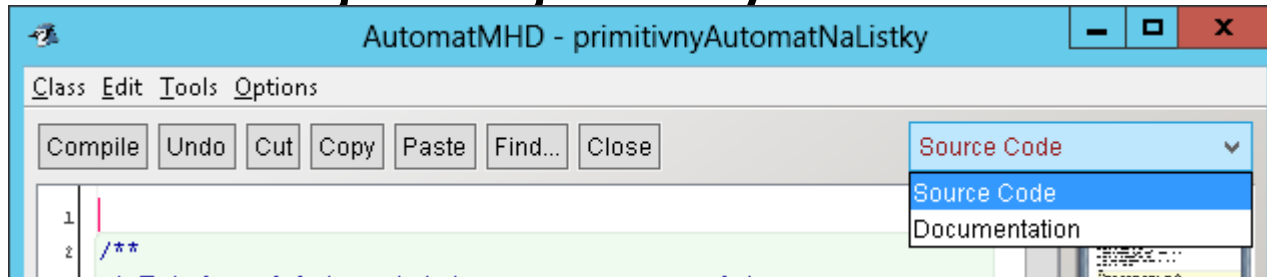 AutomatMHD - primitivnyAutomatNaListky
Class Edit Tools Options
Compile Undo Cut Copy Paste Find... Close Source Code
Source Code
Documentation
1
2 /**